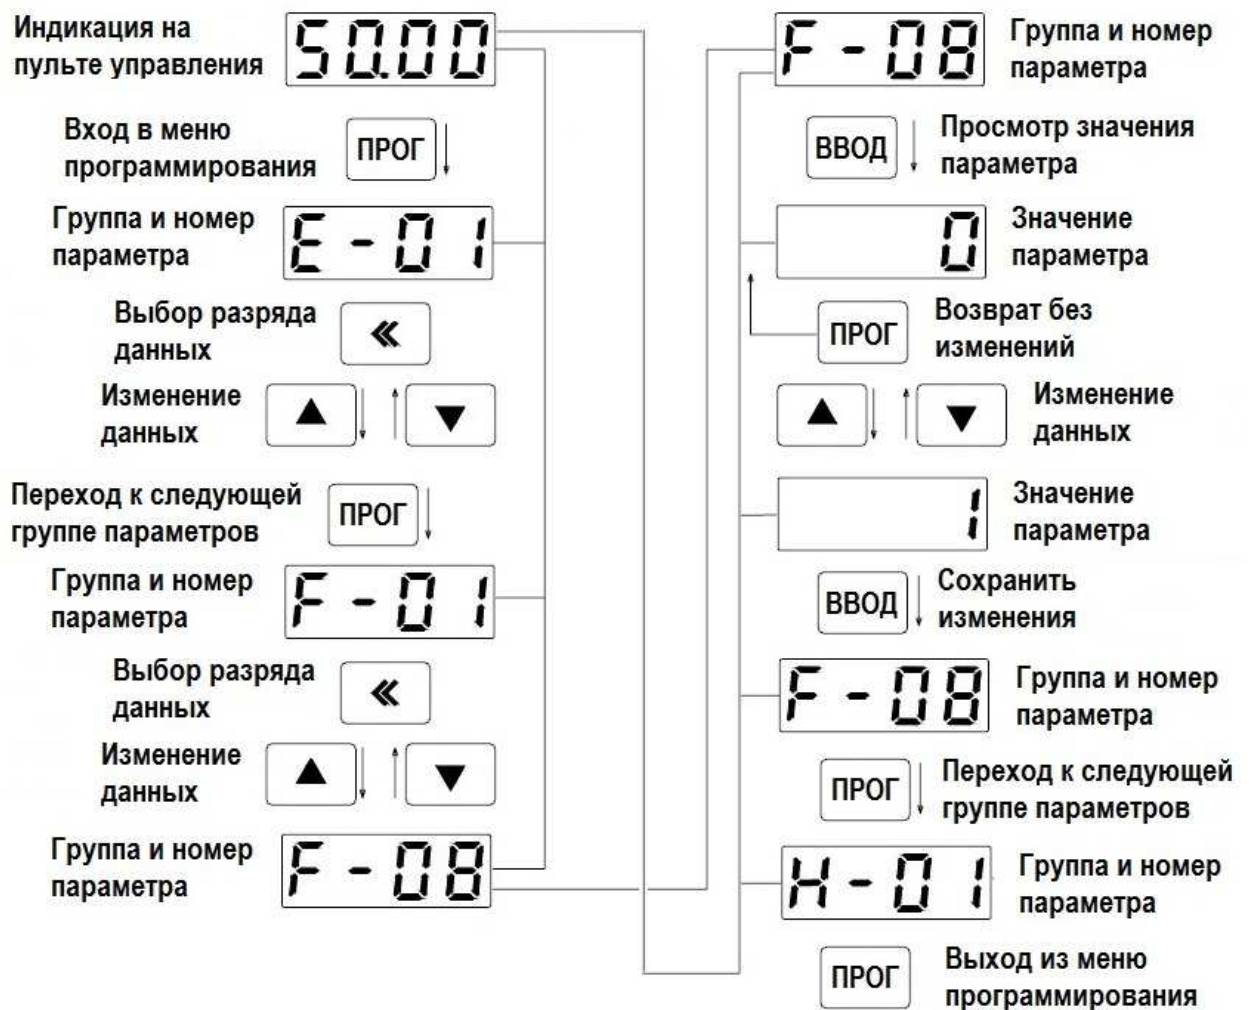 Индикация на
пульте управления
50.00
Вход в меню
программирования
ПРОГ
Группа и номер
параметра
E-01
Выбор разряда
данных
Изменение
данных
Переход к следующей
группе параметров
ПРОГ
Группа и номер
параметра
F-01
Выбор разряда
данных
Изменение
данных
Группа и номер
параметра
F-08
F-08
Группа и номер
параметра
ВВОД
Просмотр значения
параметра
0
Значение
параметра
ПРОГ
Возврат без
изменений
Изменение
данных
1
Значение
параметра
ВВОД
Сохранить
изменения
F-08
Группа и номер
параметра
ПРОГ
Переход к следующей
группе параметров
H-01
Группа и номер
параметра
ПРОГ
Выход из меню
программирования